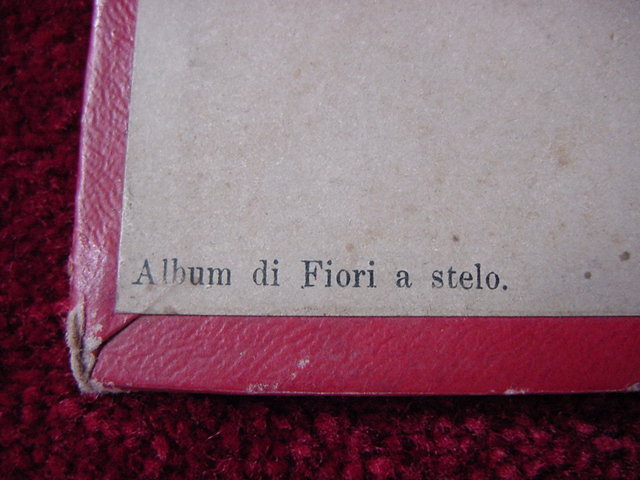 Album di Fiori a stelo.